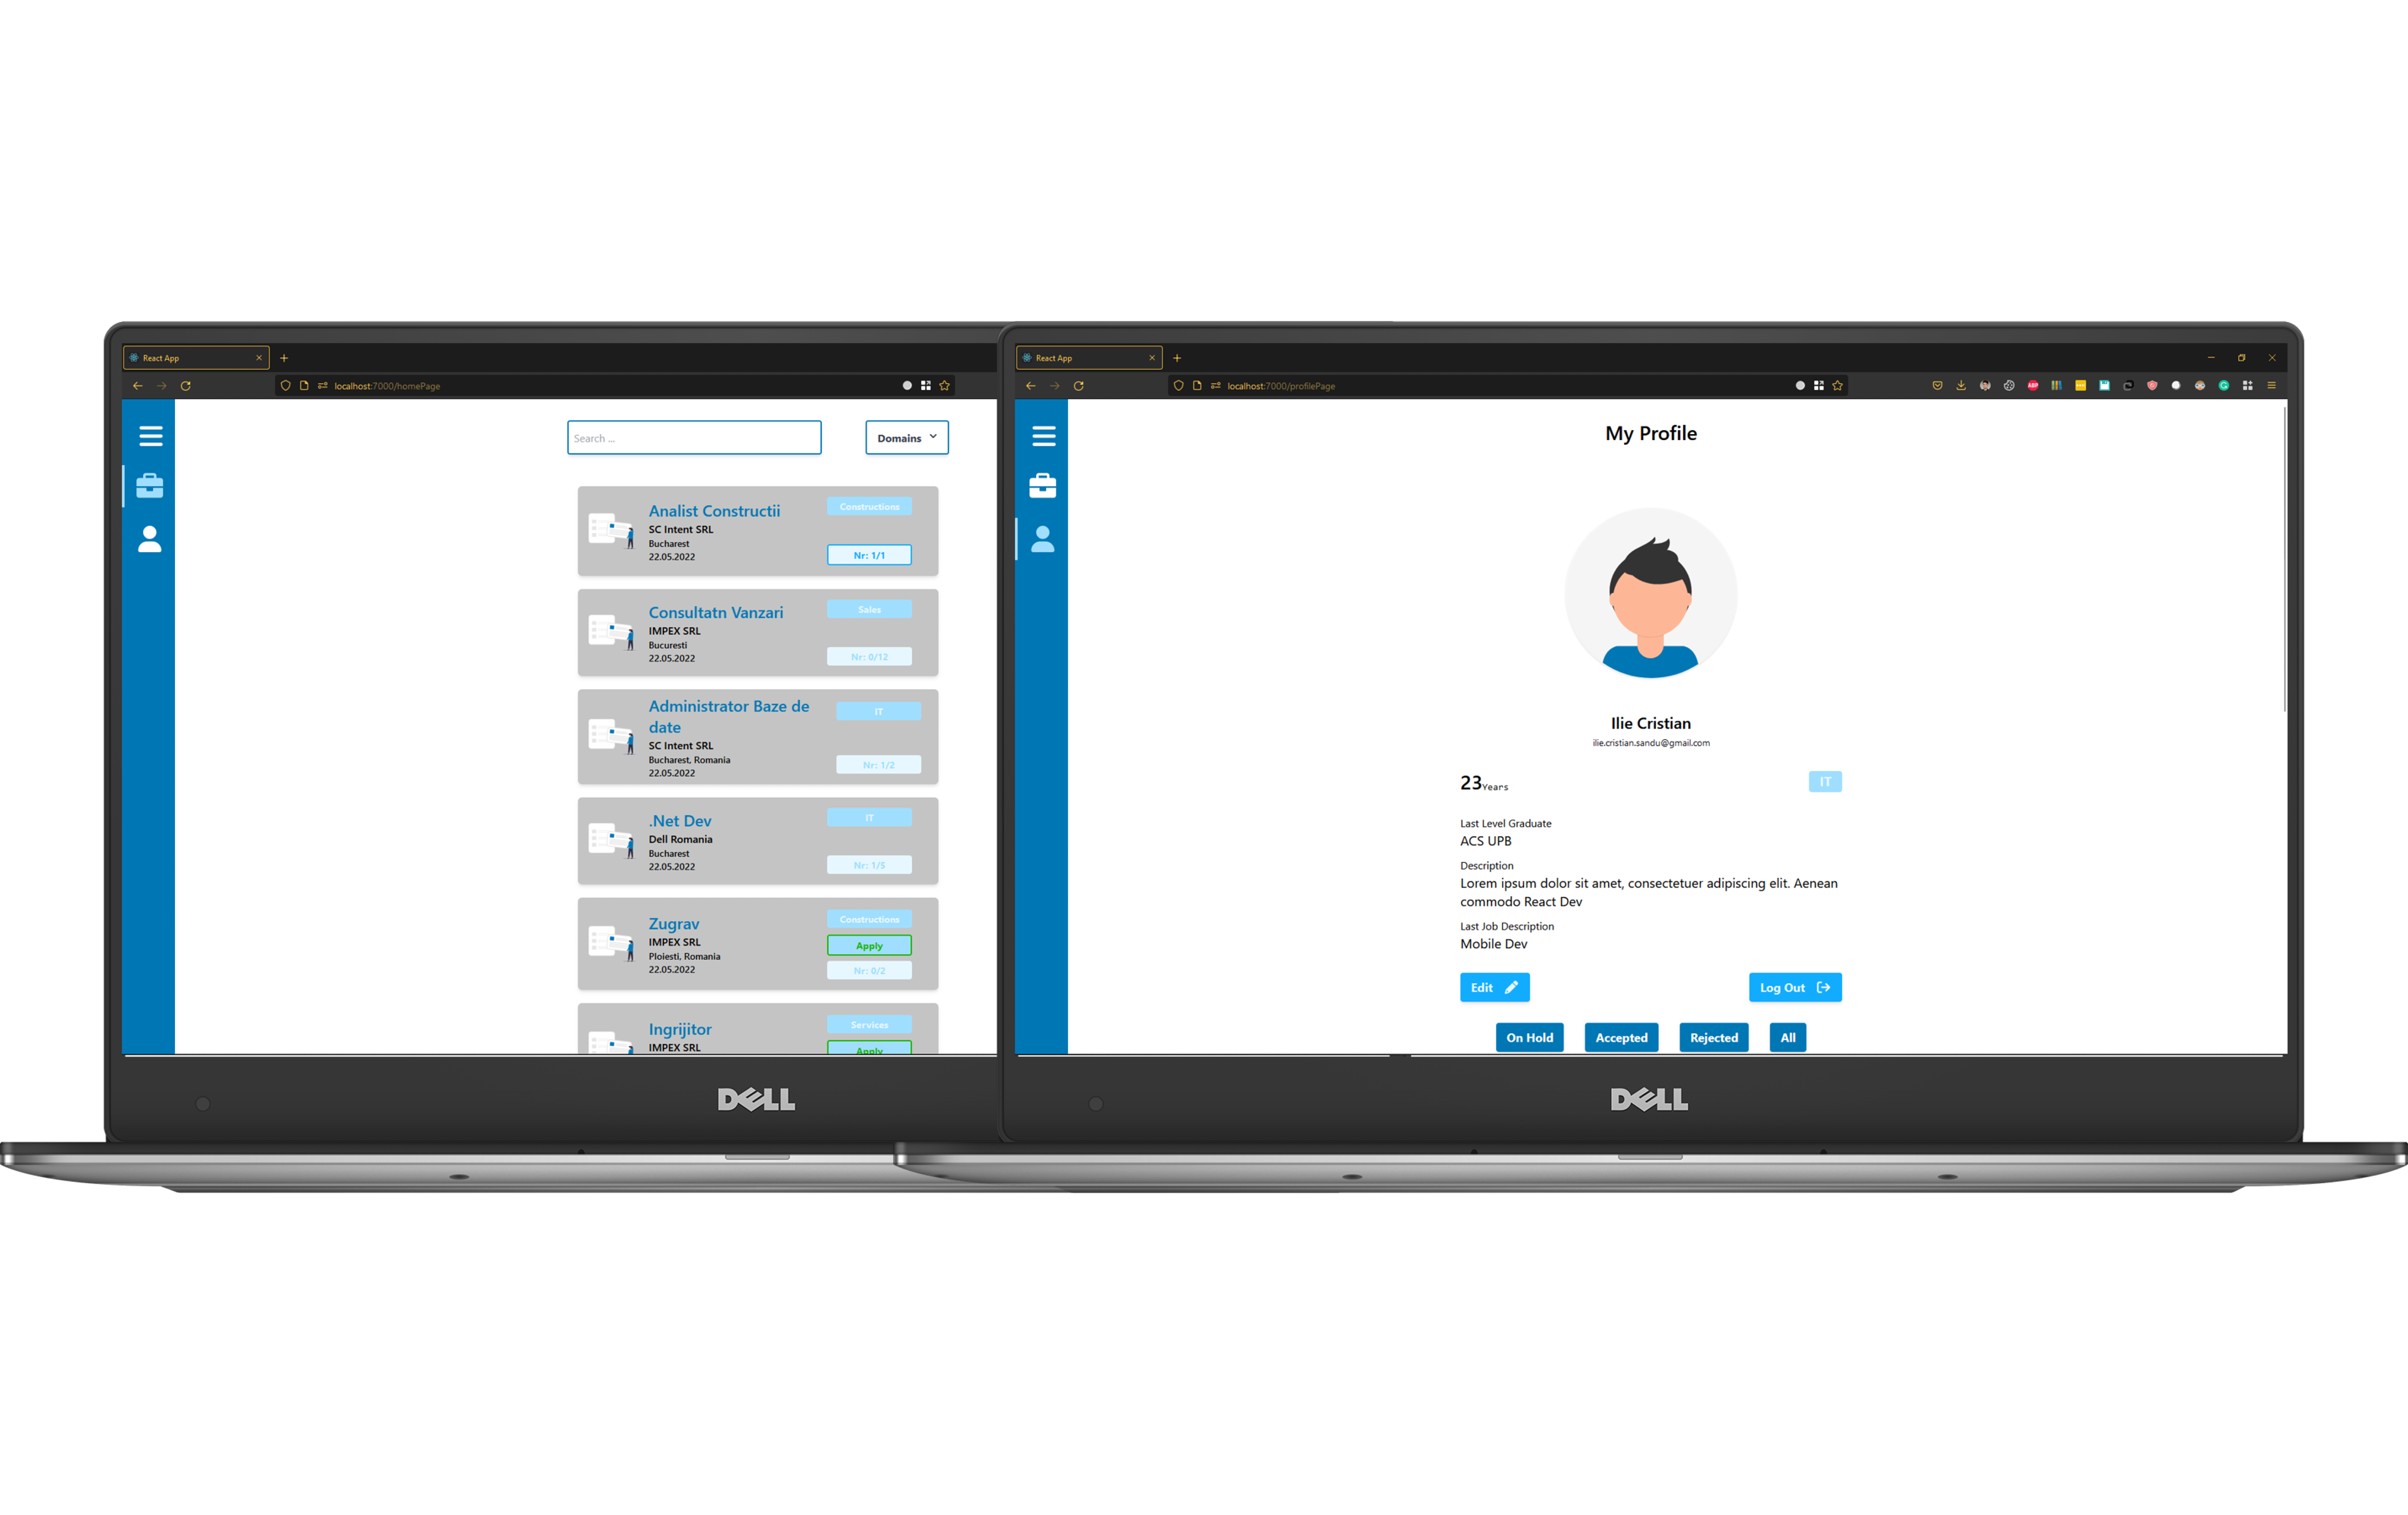 React App
localhost:7000/homePage
Search ...
Domains
Analist Constructii
SC Intent SRL
Bucharest
22.05.2022
Constructions
Nr: 1/1
Consultatn Vanzari
IMPEX SRL
Bucuresti
22.05.2022
Sales
Nr: 0/12
Administrator Baze de
date
SC Intent SRL
Bucharest, Romania
22.05.2022
IT
Nr: 1/2
.Net Dev
Dell Romania
Bucharest
22.05.2022
IT
Nr: 1/5
Zugrav
IMPEX SRL
Ploiesti, Romania
22.05.2022
Constructions
Apply
Nr: 0/2
Ingrijitor
IMPEX SRL
Services
Apply
DELL
React App
localhost:7000/profilePage
ABP
My Profile
Ilie Cristian
ilie.cristian.sandu@gmail.com
23Years
IT
Last Level Graduate
ACS UPB
Description
Lorem ipsum dolor sit amet, consectetuer adipiscing elit. Aenean
commodo React Dev
Last Job Description
Mobile Dev
Edit
Log Out
On Hold
Accepted
Rejected
All
DELL